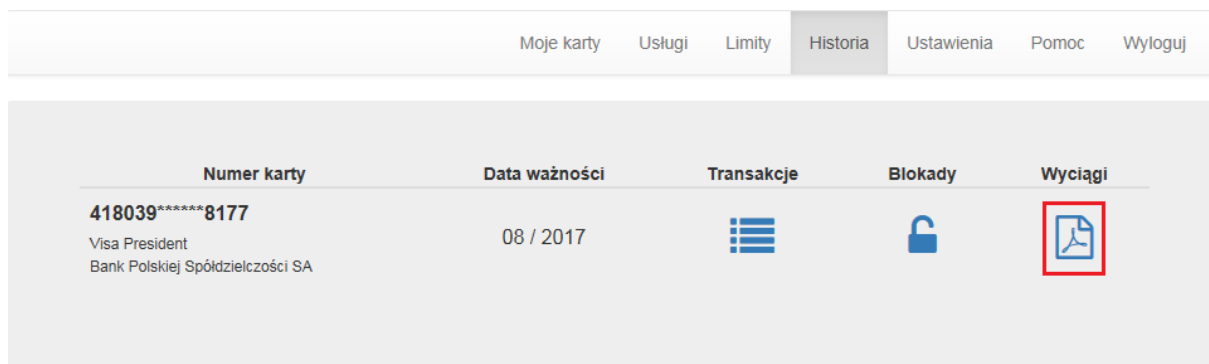 Moje karty Usługi Limity Historia Ustawienia Pomoc Wyloguj
Numer karty Data ważności Transakcje Blokady Wyciągi
418039******8177
Visa President
Bank Polskiej Spółdzielczości SA
08 / 2017